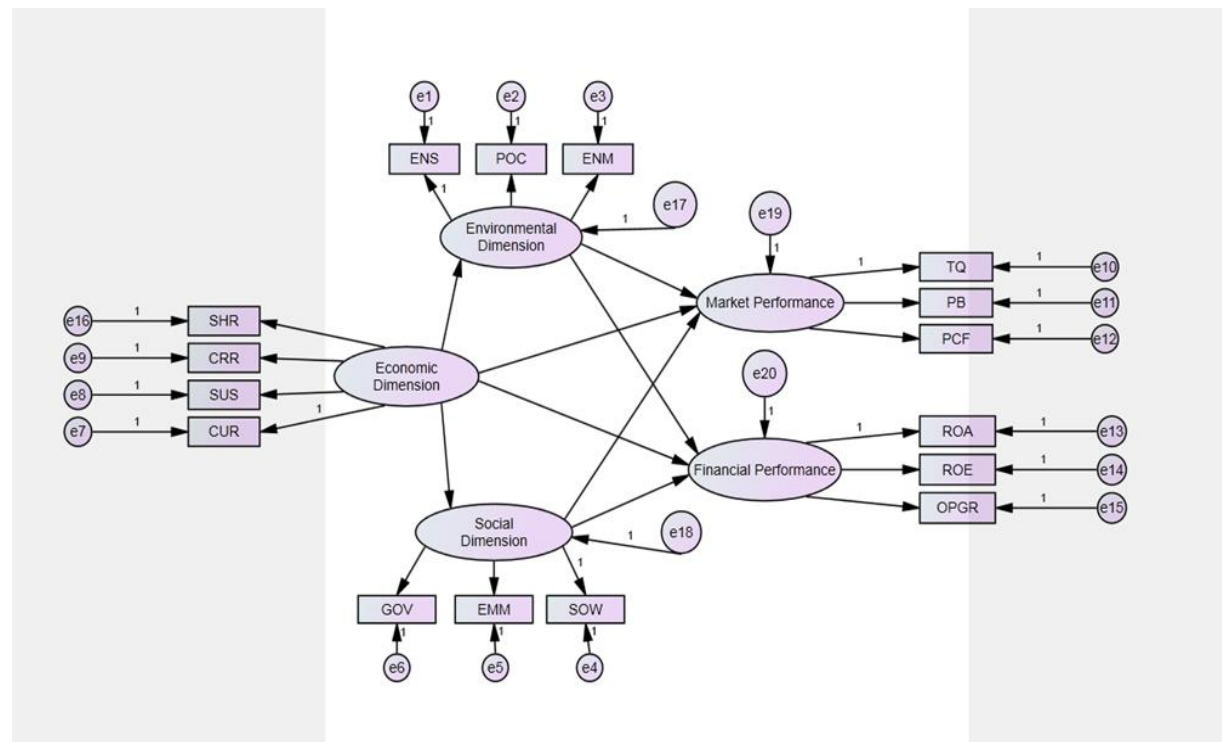 e1
e2
e3
1
1
1
ENS
POC
ENM
1
e17
1
Environmental
Dimension
e19
1
1
TQ
1
e10
Market Performance
PB
1
e11
PCF
1
e12
e16
1
SHR
e9
1
CRR
e8
1
SUS
e7
1
CUR
1
Economic
Dimension
e20
1
1
ROA
1
e13
Financial Performance
ROE
1
e14
OPGR
1
e15
Social
Dimension
1
e18
1
GOV
EMM
SOW
1
1
1
e6
e5
e4